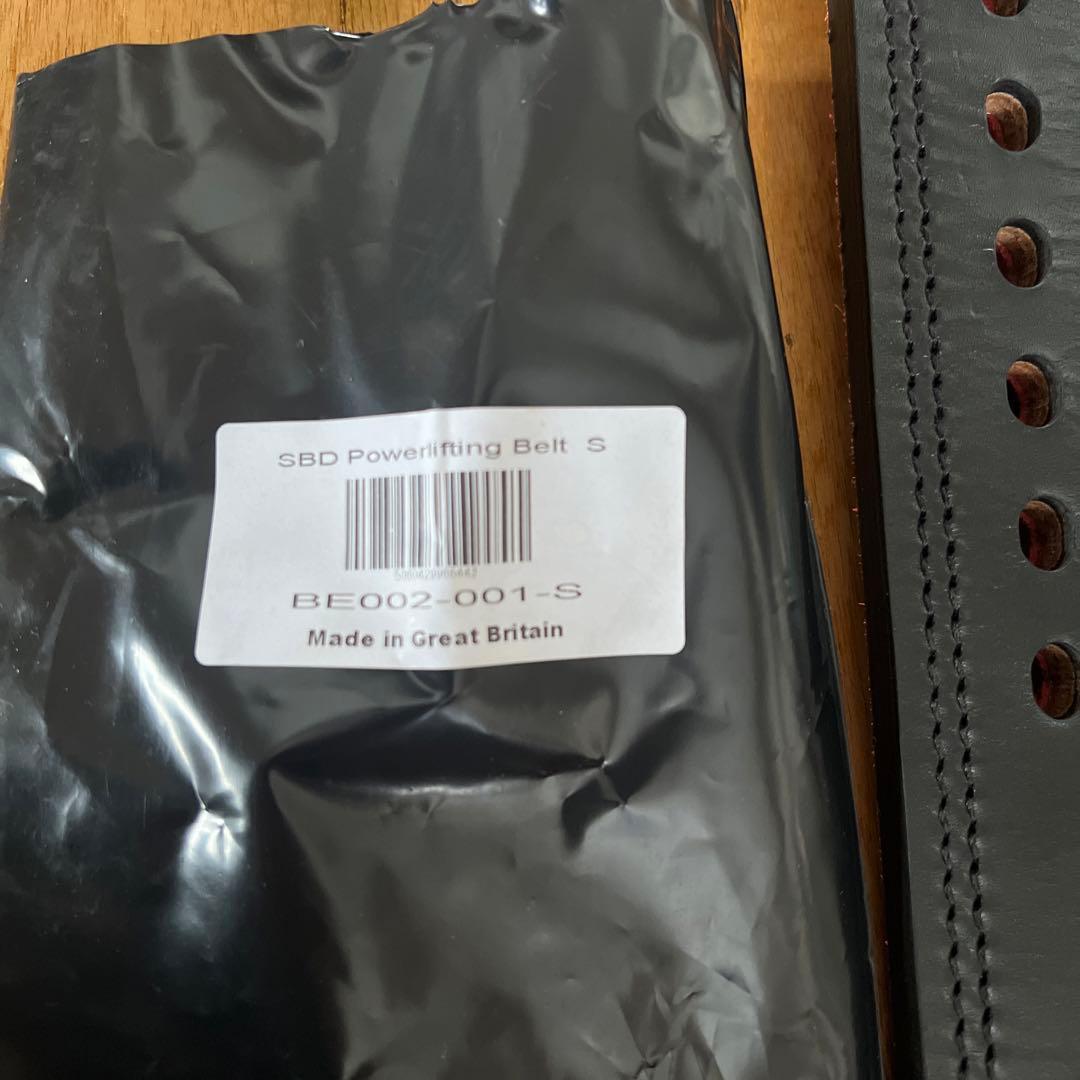 SBD Powerlifting Belt S
BE002-001-S
Made in Great Britain